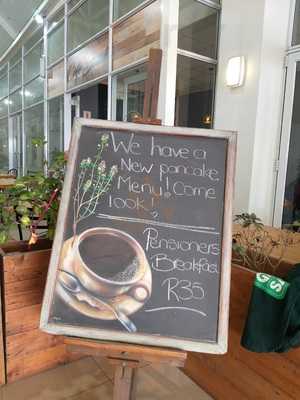 We have a
New pancake
Menu! Come
look!
Pensioners
Breakfast
R35